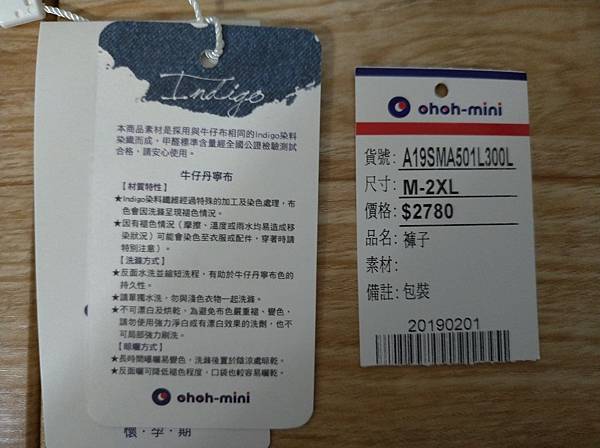 Indigo
本商品素材是採用與牛仔布相同的Indigo染料
染織而成，甲醛標準含量經全國公證檢驗測試
合格，請安心使用。
牛仔丹寧布
【材質特性】
★Indigo染料纖維經過特殊的加工及染色處理，布
色會因洗滌呈現褪色情況。
★因有褪色情況（摩擦、溫度或雨水均易造成移
染狀況）可能會染色至衣服或配件，穿著時請
特別注意）。
【洗滌方式】
★反面水洗並縮短洗程，有助於牛仔丹寧布色的
持久性。
★請單獨水洗，勿與淺色衣物一起洗滌。
★不可漂白及烘乾，為避免布色嚴重褪、變色，
請勿使用強力淨白或有漂白效果的洗劑，也不
可局部強力刷洗。
【晾曬方式】
★長時間曝曬易變色，洗滌後置於陰涼處晾乾。
★反面曬可降低褪色程度，口袋也較容易曬乾。
ohoh-mini
懷·孕·期
ohoh-mini
貨號: A19SMA501L300L
尺寸: M-2XL
價格: $2780
品名: 褲子
素材:
備註: 包裝
20190201